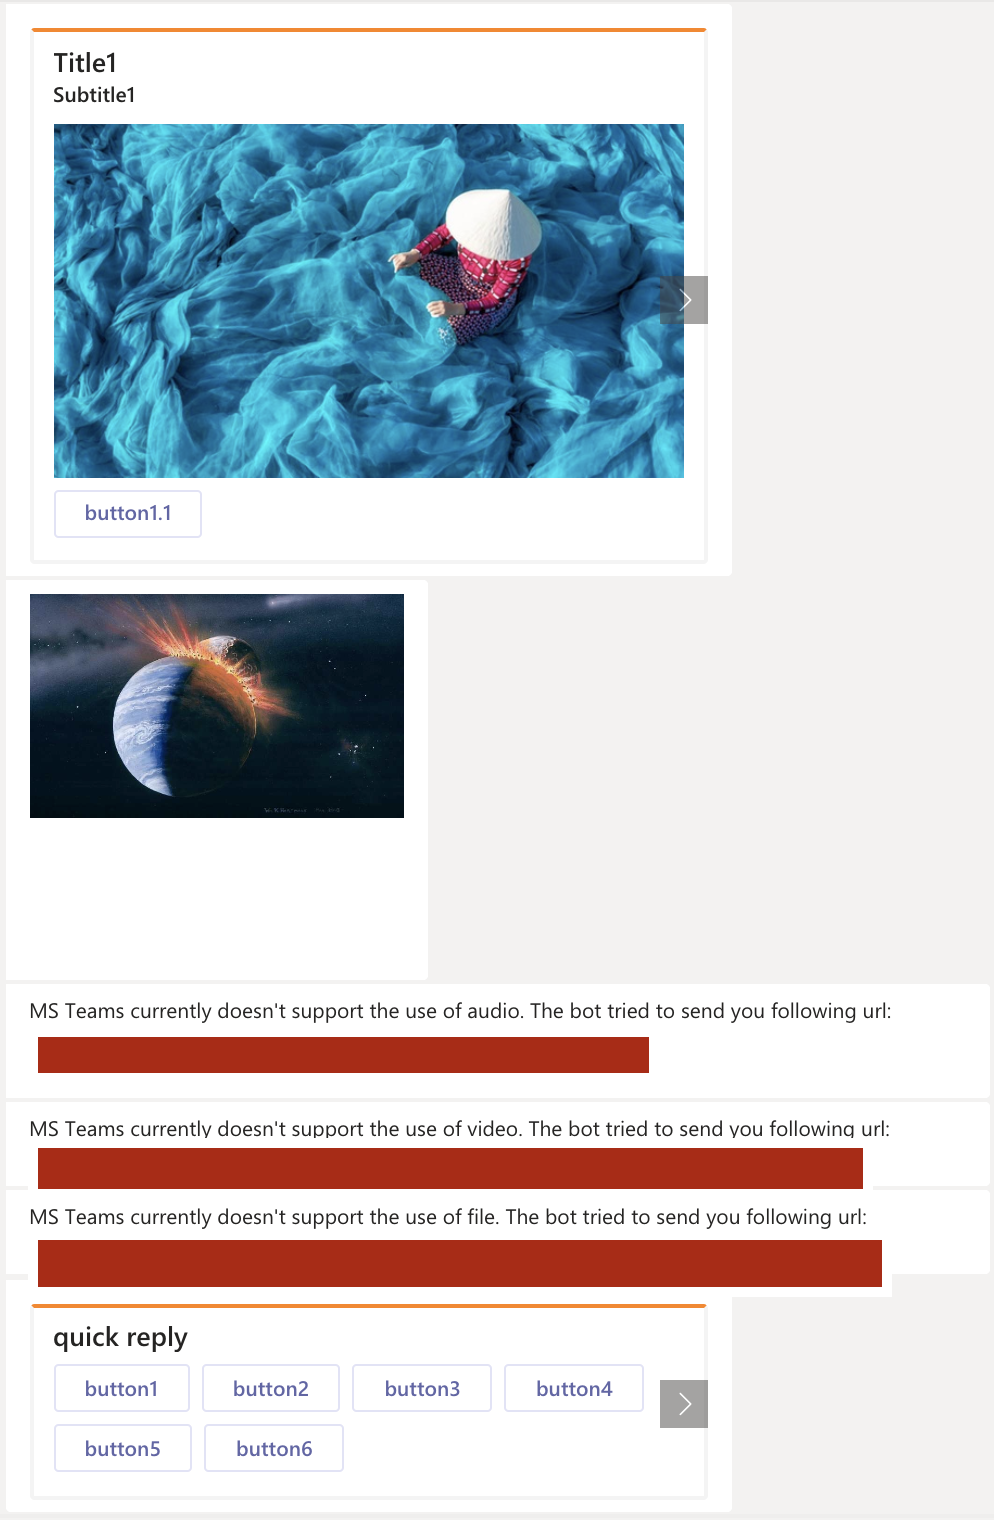 Title1
Subtitle1
button1.1
MS Teams currently doesn't support the use of audio. The bot tried to send you following url:
MS Teams currently doesn't support the use of video. The bot tried to send you following url:
MS Teams currently doesn't support the use of file. The bot tried to send you following url:
quick reply
button1 button2 button3 button4
button5 button6